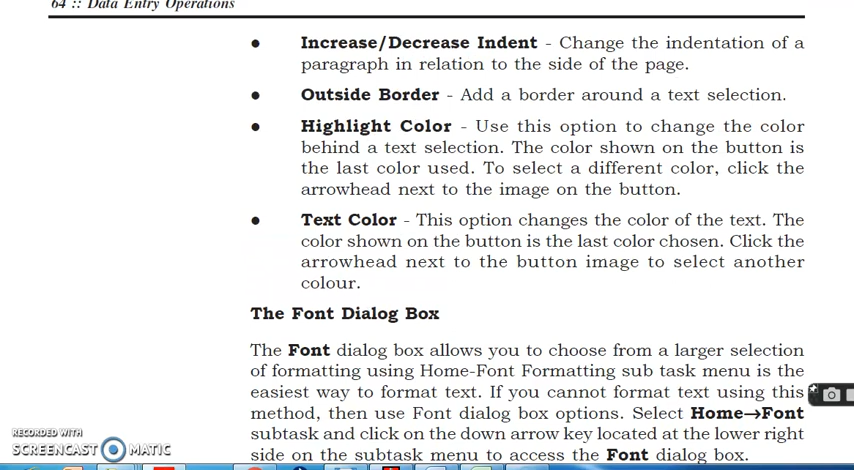 64 :: Data Entry Operations
● Increase/Decrease Indent - Change the indentation of a
paragraph in relation to the side of the page.
● Outside Border - Add a border around a text selection.
● Highlight Color - Use this option to change the color
behind a text selection. The color shown on the button is
the last color used. To select a different color, click the
arrowhead next to the image on the button.
● Text Color - This option changes the color of the text. The
color shown on the button is the last color chosen. Click the
arrowhead next to the button image to select another
colour.
The Font Dialog Box
The Font dialog box allows you to choose from a larger selection
of formatting using Home-Font Formatting sub task menu is the
easiest way to format text. If you cannot format text using this
method, then use Font dialog box options. Select Home→Font
subtask and click on the down arrow key located at the lower right
side on the subtask menu to access the Font dialog box.
RECORDED WITH
SCREENCAST MATIC